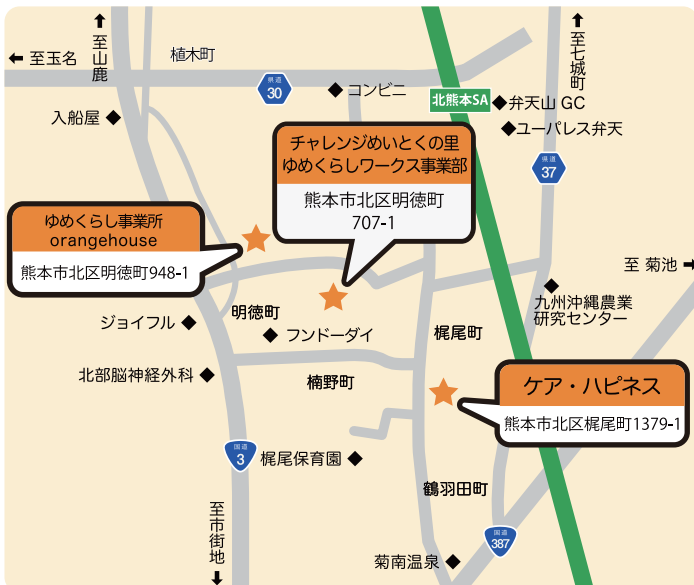 至山鹿
← 至玉名
植木町
至七城町
県道
30
コンビニ
北熊本SA
弁天山 GC
ユーパレス弁天
入船屋
チャレンジめいとくの里
ゆめくらしワークス事業部
熊本市北区明徳町
707-1
県道
37
ゆめくらし事業所
orangehouse
熊本市北区明徳町948-1
至 菊池 →
九州沖縄農業
研究センター
明徳町
ジョイフル
フンドーダイ
梶尾町
北部脳神経外科
楠野町
ケア・ハピネス
熊本市北区梶尾町1379-1
国道
3
梶尾保育園
鶴羽田町
至市街地
国道
387
菊南温泉